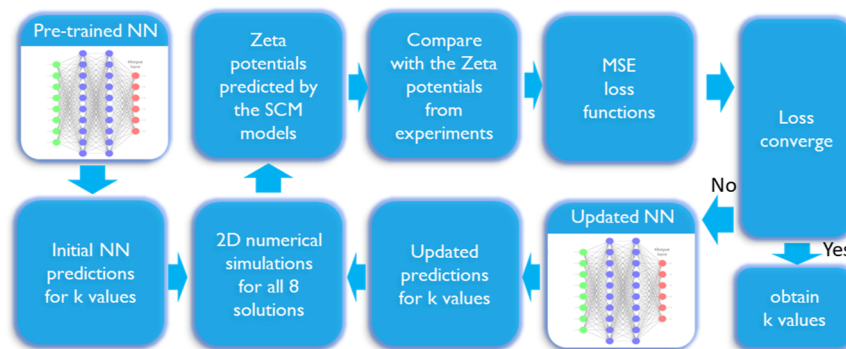 Pre-trained NN
Zeta
potentials
predicted by
the SCM
models
Compare
with the Zeta
potentials
from
experiments
MSE
loss
functions
Loss
converge
No
Yes
Initial NN
predictions
for k values
2D numerical
simulations
for all 8
solutions
Updated
predictions
for k values
Updated NN
obtain
k values